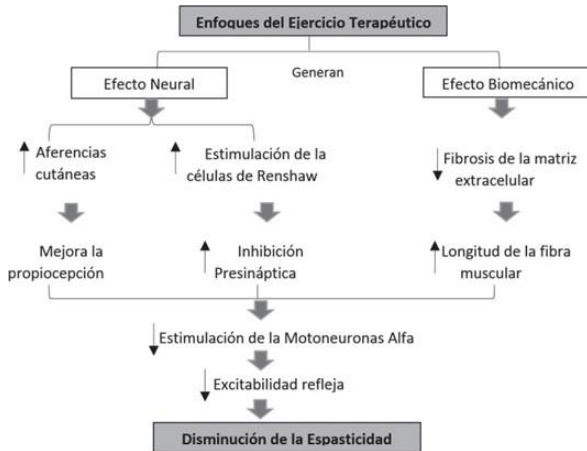 Enfoques del Ejercicio Terapéutico
Generan
Efecto Neural
Efecto Biomecánico
Aferencias
cutáneas
Estimulación de la
células de Renshaw
Fibrosis de la matriz
extracelular
Mejora la
propiocepción
Inhibición
Presináptica
Longitud de la fibra
muscular
Estimulación de la Motoneuronas Alfa
Excitabilidad refleja
Disminución de la Espasticidad